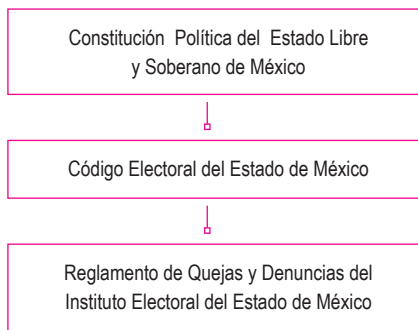 Constitución Política del Estado Libre
y Soberano de México
Código Electoral del Estado de México
Reglamento de Quejas y Denuncias del
Instituto Electoral del Estado de México